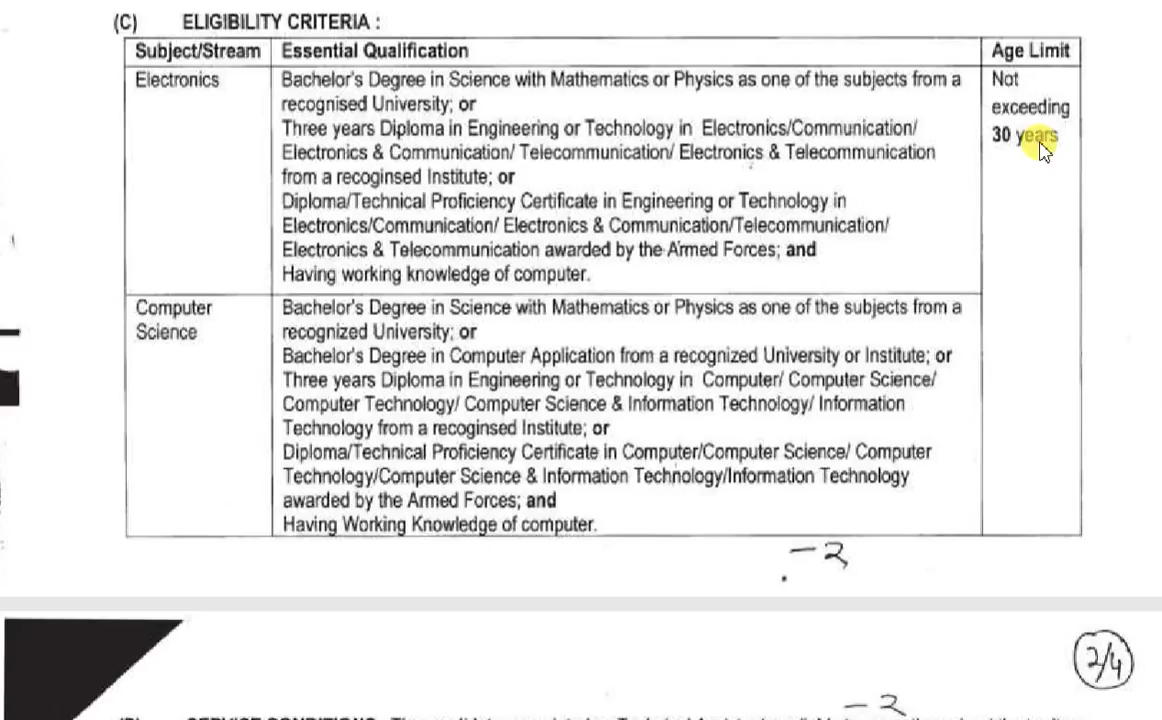 (C) ELIGIBILITY CRITERIA :
Subject/Stream Essential Qualification Age Limit
Electronics Bachelor's Degree in Science with Mathematics or Physics as one of the subjects from a Not
recognised University; or exceeding
Three years Diploma in Engineering or Technology in Electronics/Communication/ 30 years
Electronics & Communication/ Telecommunication/ Electronics & Telecommunication
from a recoginsed Institute; or
Diploma/Technical Proficiency Certificate in Engineering or Technology in
Electronics/Communication/ Electronics & Communication/Telecommunication/
Electronics & Telecommunication awarded by the Armed Forces; and
Having working knowledge of computer.
Computer Bachelor's Degree in Science with Mathematics or Physics as one of the subjects from a
Science recognized University; or
Bachelor's Degree in Computer Application from a recognized University or Institute; or
Three years Diploma in Engineering or Technology in Computer/ Computer Science/
Computer Technology/ Computer Science & Information Technology/ Information
Technology from a recoginsed Institute; or
Diploma/Technical Proficiency Certificate in Computer/Computer Science/ Computer
Technology/Computer Science & Information Technology/Information Technology
awarded by the Armed Forces; and
Having Working Knowledge of computer.
-2
2/4
-2